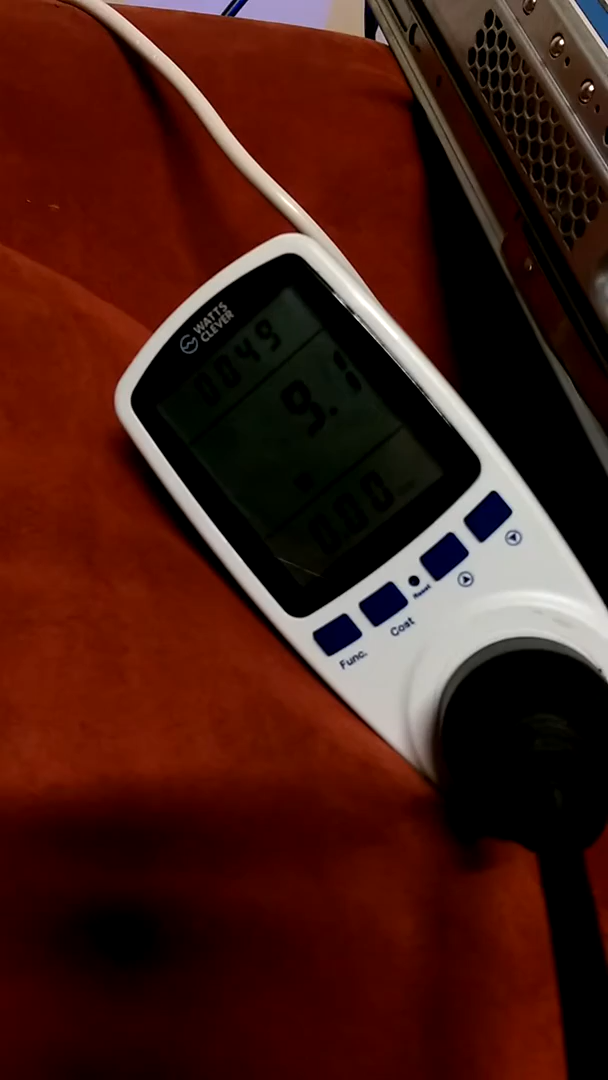 WATTS
CLEVER
0049
9.1
0.00
Func.
Cost
Reset